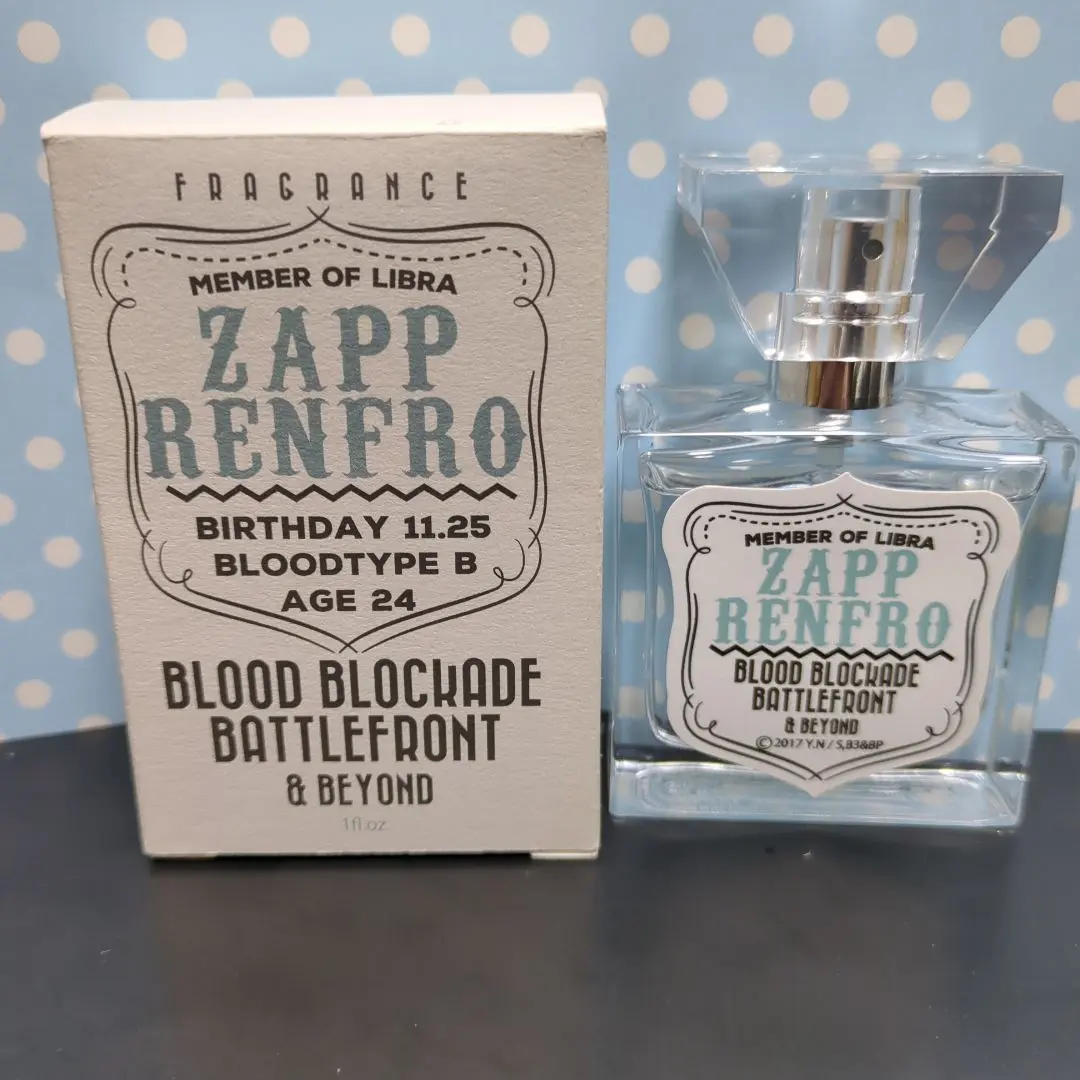 FRAGRANCE
MEMBER OF LIBRA
ZAPP
RENFRO
BIRTHDAY 11.25
BLOODTYPE B
AGE 24
BLOOD BLOCKADE
BATTLEFRONT
& BEYOND
1fl.oz
MEMBER OF LIBRA
ZAPP
RENFRO
BLOOD BLOCKADE
BATTLEFRONT
& BEYOND
©2017 Y.N / S,B3&BP